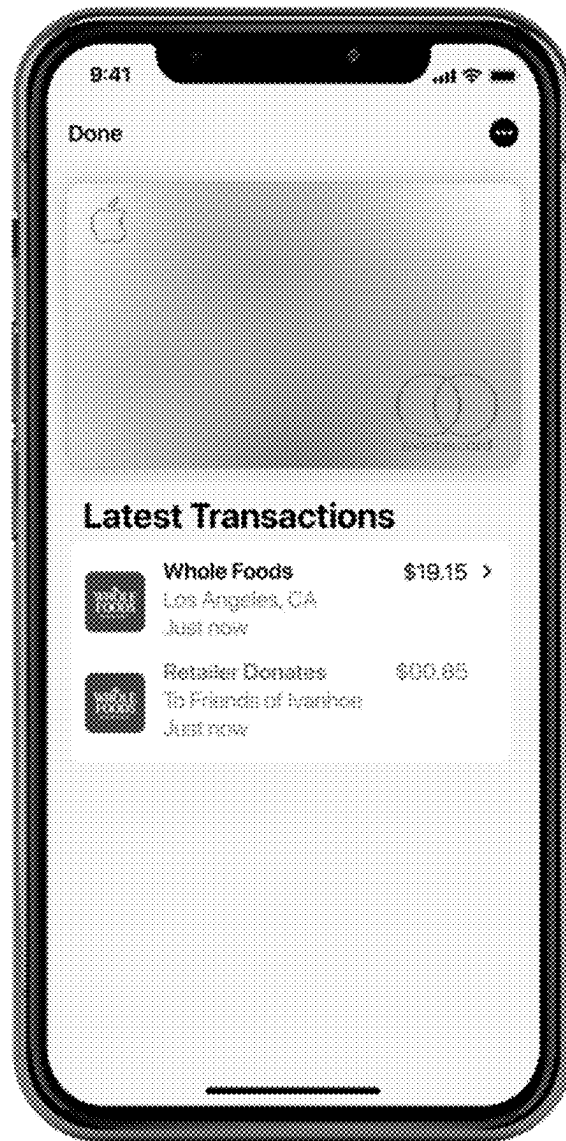 9:41
Done
Latest Transactions
Whole Foods $19.15 >
Los Angeles, CA
Just now
Retailer Donates $00.85
To Friends of Ivanhoe
Just now